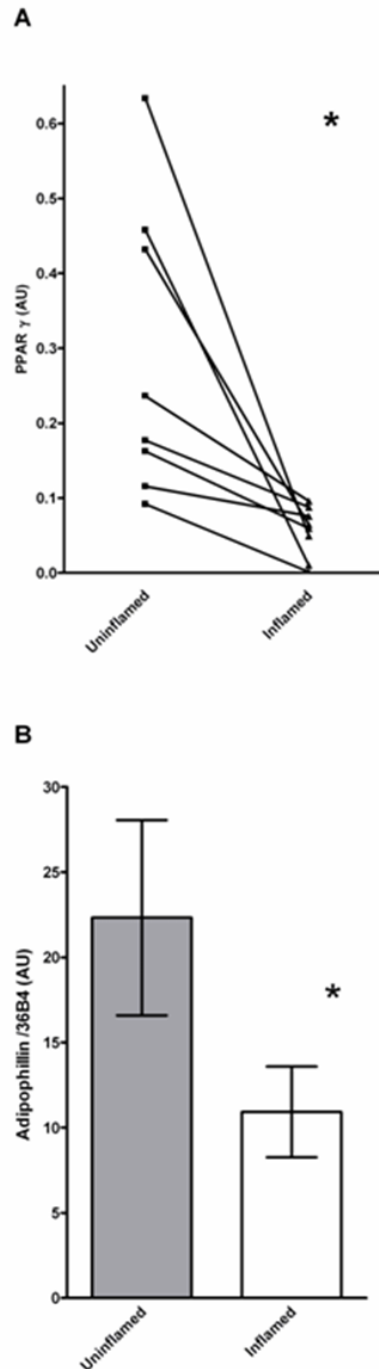 A
*
0.6
0.5
0.4
0.3
0.2
0.1
0.0
PPAR γ (AU)
Uninflamed
Inflamed
B
30
25
20
15
10
5
0
*
Adipophillin /36B4 (AU)
Uninflamed
Inflamed